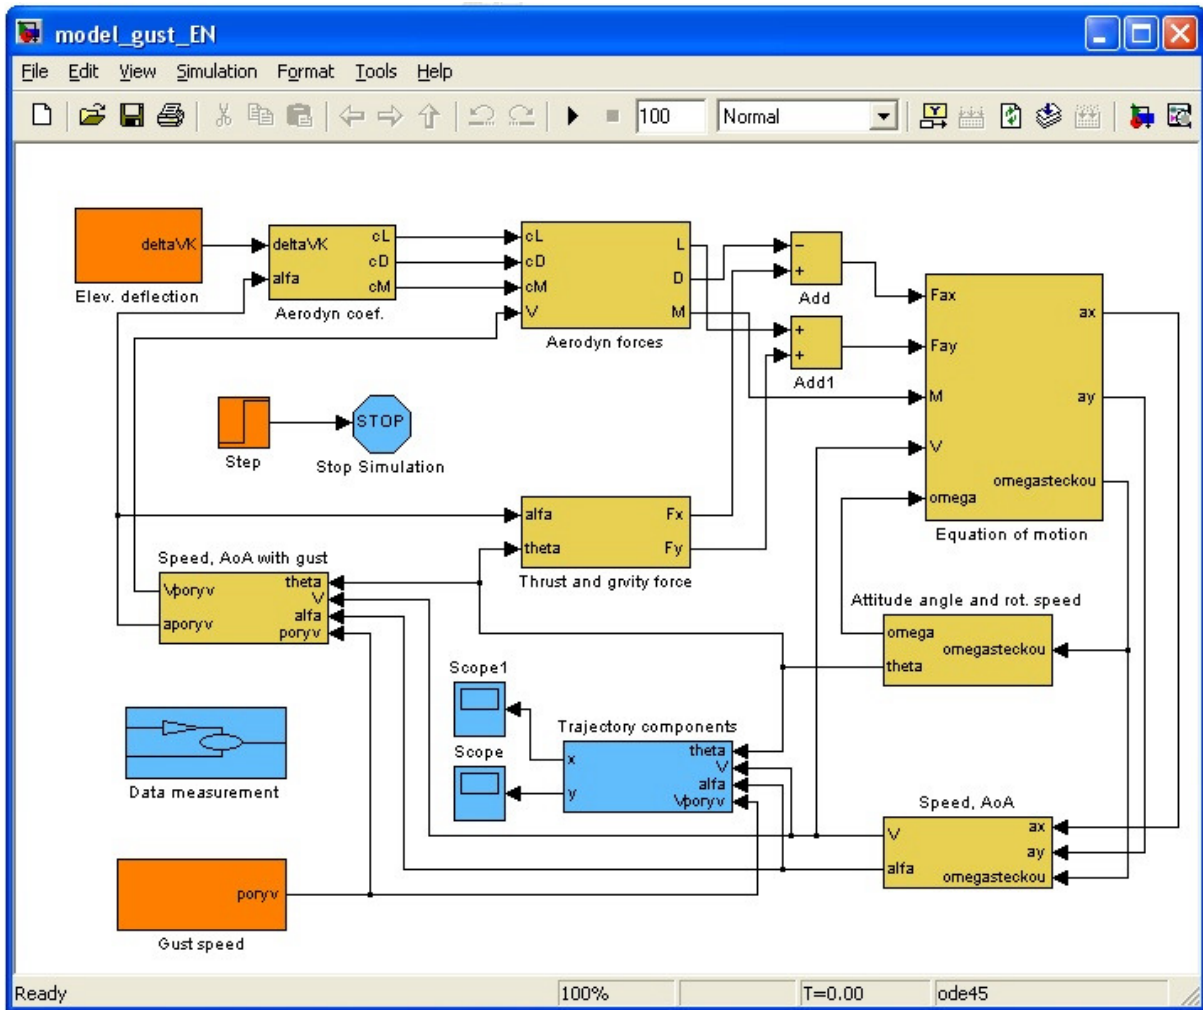 model_gust_EN
File Edit View Simulation Format Tools Help
100 Normal
deltaVK
Elev. deflection
deltaVK cL
alfa cD
cM
Aerodyn coef.
cL L
cD D
cM M
V
Aerodyn forces
−
+
Add
+
+
Add1
Fax ax
Fay
M ay
V
omegasteckou
omega
Equation of motion
Step
STOP
Stop Simulation
alfa Fx
theta Fy
Thrust and grvity force
Speed, AoA with gust
Vporyv theta
V
aporyv alfa
poryv
Attitude angle and rot. speed
omega omegasteckou
theta
Scope1
Scope
Trajectory components
x theta
V
y alfa
Vporyv
Data measurement
Speed, AoA
V ax
ay
alfa omegasteckou
poryv
Gust speed
Ready 100% T=0.00 ode45